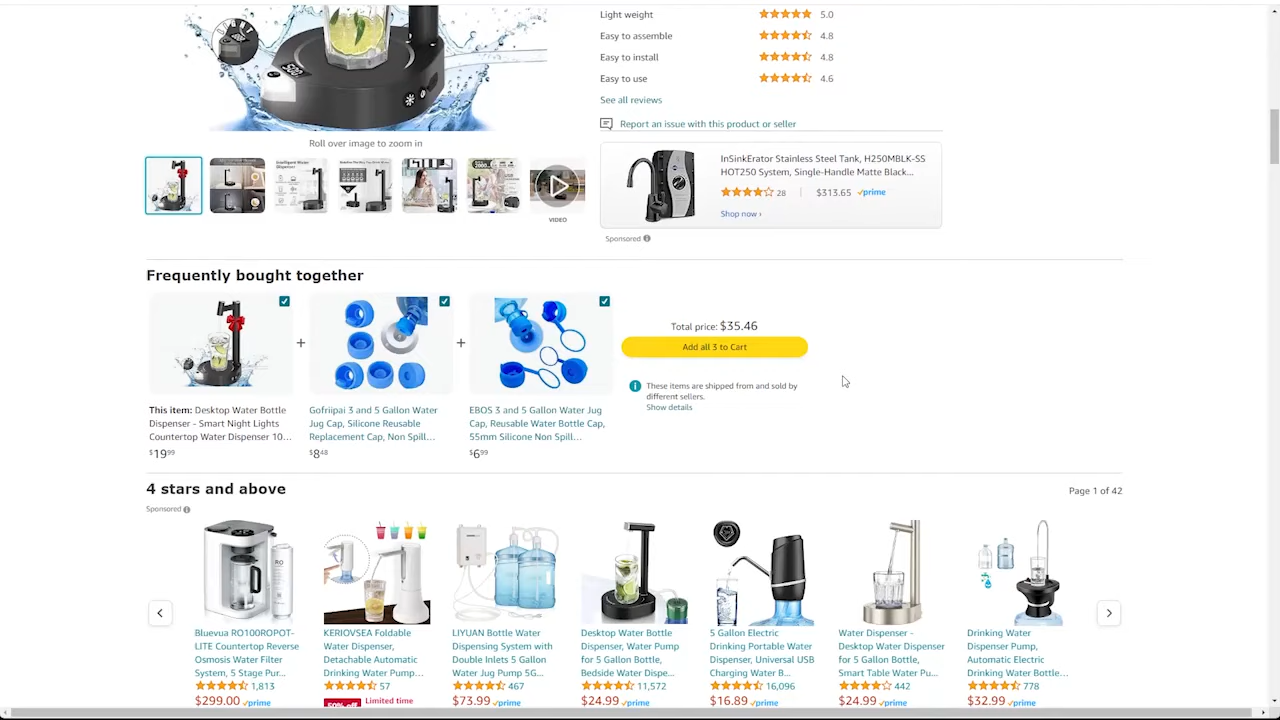 Light weight 5.0
Easy to assemble 4.8
Easy to install 4.8
Easy to use 4.6
See all reviews
Report an issue with this product or seller
Roll over image to zoom in
VIDEO
InSinkErator Stainless Steel Tank, H250MBLK-SS
HOT250 System, Single-Handle Matte Black...
28 $313.65 prime
Shop now ›
Sponsored
Frequently bought together
This item: Desktop Water Bottle
Dispenser - Smart Night Lights
Countertop Water Dispenser 10...
$19.99
+
Gofriipai 3 and 5 Gallon Water
Jug Cap, Silicone Reusable
Replacement Cap, Non Spill...
$8.48
+
EBOS 3 and 5 Gallon Water Jug
Cap, Reusable Water Bottle Cap,
55mm Silicone Non Spill...
$6.99
Total price: $35.46
Add all 3 to Cart
These items are shipped from and sold by
different sellers.
Show details
4 stars and above
Page 1 of 42
Sponsored
Bluevua RO100ROPOT-
LITE Countertop Reverse
Osmosis Water Filter
System, 5 Stage Pur...
1,813
$299.00 prime
KERIOVSEA Foldable
Water Dispenser,
Detachable Automatic
Drinking Water Pump...
57
50% off Limited time
LIYUAN Bottle Water
Dispensing System with
Double Inlets 5 Gallon
Water Jug Pump 5G...
467
$73.99 prime
Desktop Water Bottle
Dispenser, Water Pump
for 5 Gallon Bottle,
Bedside Water Dispe...
11,572
$24.99 prime
5 Gallon Electric
Drinking Portable Water
Dispenser, Universal USB
Charging Water B...
16,096
$16.89 prime
Water Dispenser -
Desktop Water Dispenser
for 5 Gallon Bottle,
Smart Table Water Pu...
442
$24.99 prime
Drinking Water
Dispenser Pump,
Automatic Electric
Drinking Water Bottle...
778
$32.99 prime